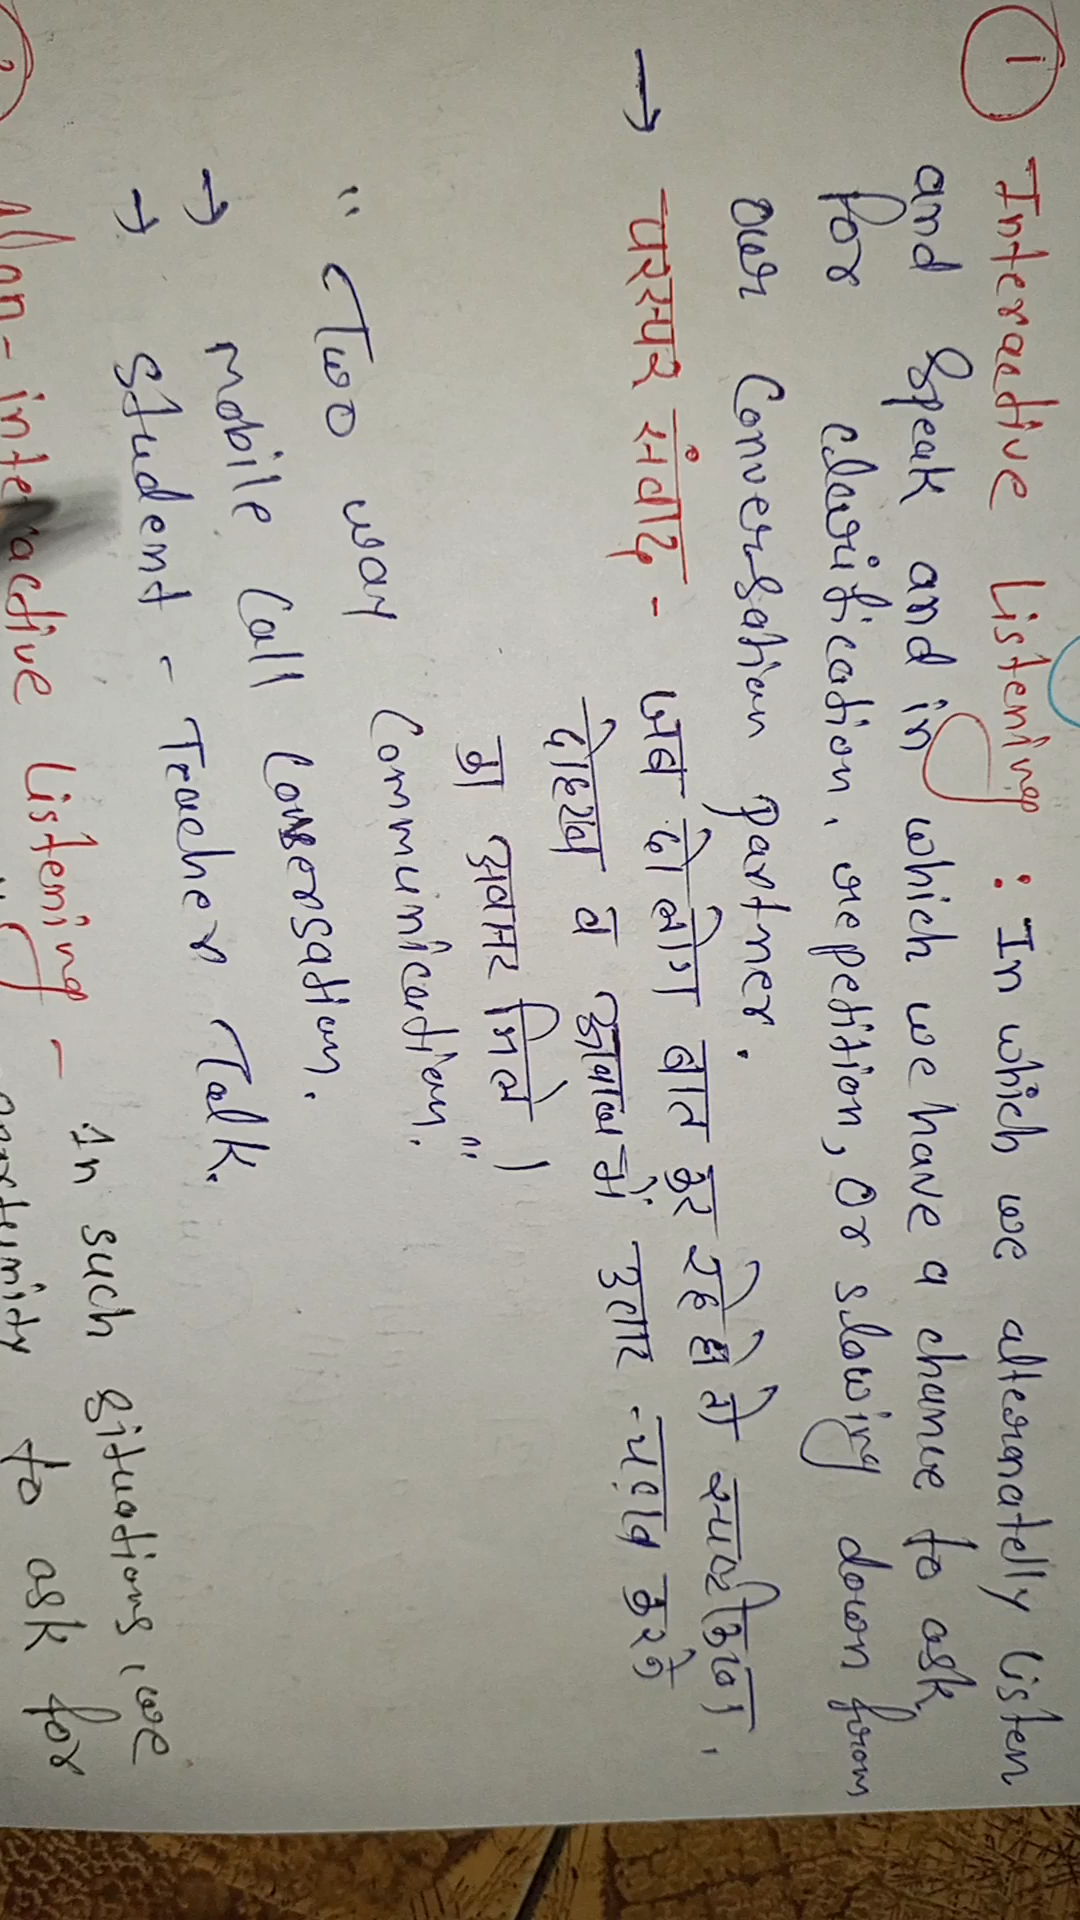 ① Interactive Listening : In which we alternatelly listen
and speak and in which we have a chance to ask
for clarification, repetition, or slowing down from
our conversation partner.
→ परस्पर संवाद - जब दो लोग बात कर रहे हो तो स्पष्टीकरण,
दोहराव व आवाज में उतार-चढ़ाव करने
का अवसर मिले।
" Two way Communication. "
→ Mobile Call Conversation.
→ Student - Teacher Talk.
Non-interactive Listening - In such situations, we
to ask for